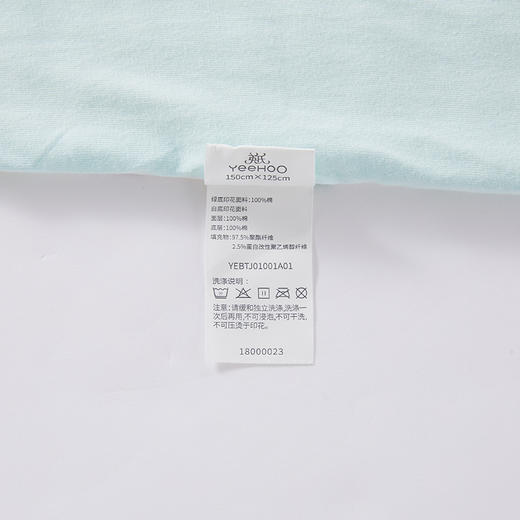 英氏
YeeHOO
150cm×125cm
绿底印花面料:100%棉
白底印花面料
面层:100%棉
底层:100%棉
填充物:97.5%聚酯纤维
2.5%蛋白改性聚乙烯醇纤维
YEBTJ01001A01
洗涤说明:
注意:请缓和独立洗涤,洗涤一
次后再用,不可浸泡,不可干洗,
不可压烫于印花。
18000023